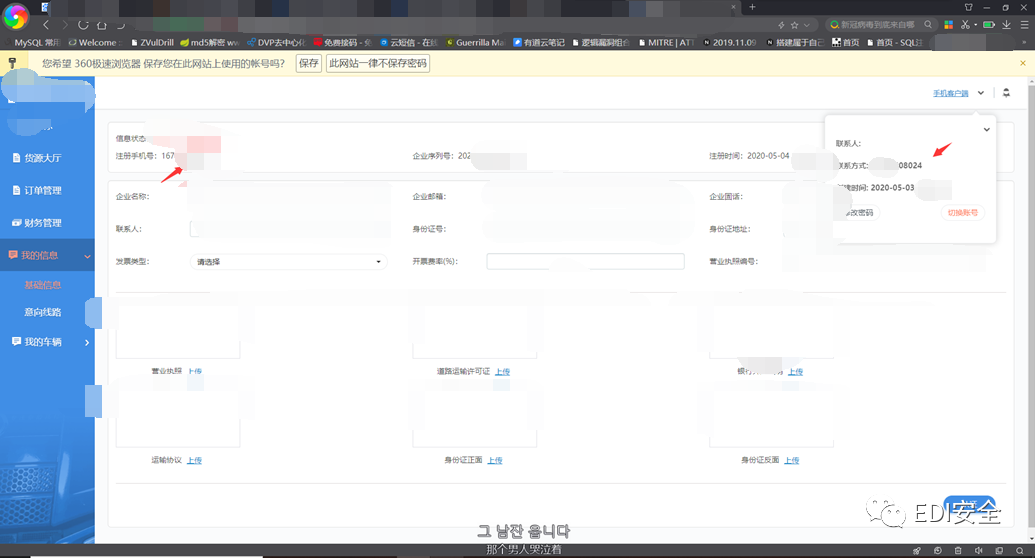 新冠病毒到底来自哪
MySQL 常用 Welcome : ZVulDrill md5解密 ww DVP去中心化 免费接码 - 免 云短信 - 在线 Guerrilla Ma 有道云笔记 逻辑漏洞组合 MITRE | ATT 2019.11.09 搭建属于自己 首页 首页 - SQL注
您希望 360极速浏览器 保存您在此网站上使用的帐号吗? 保存 此网站一律不保存密码
手机客户端
信息状态
注册手机号: 167 企业序列号: 202 注册时间: 2020-05-04
联系人:
联系方式: 08024
创建时间: 2020-05-03
修改密码 切换账号
货源大厅
订单管理
财务管理
我的信息
基础信息
意向线路
我的车辆
企业名称: 企业邮箱: 企业固话:
联系人: 身份证号: 身份证地址:
发票类型: 请选择 开票费率(%): 营业执照编号:
营业执照 上传 道路运输许可证 上传 上传
运输协议 上传 身份证正面 上传 身份证反面 上传
EDI安全
그 남잔 웁니다
那个男人哭泣着